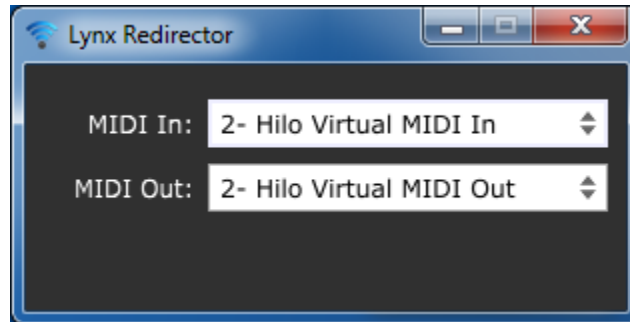 Lynx Redirector
MIDI In: 2- Hilo Virtual MIDI In
MIDI Out: 2- Hilo Virtual MIDI Out